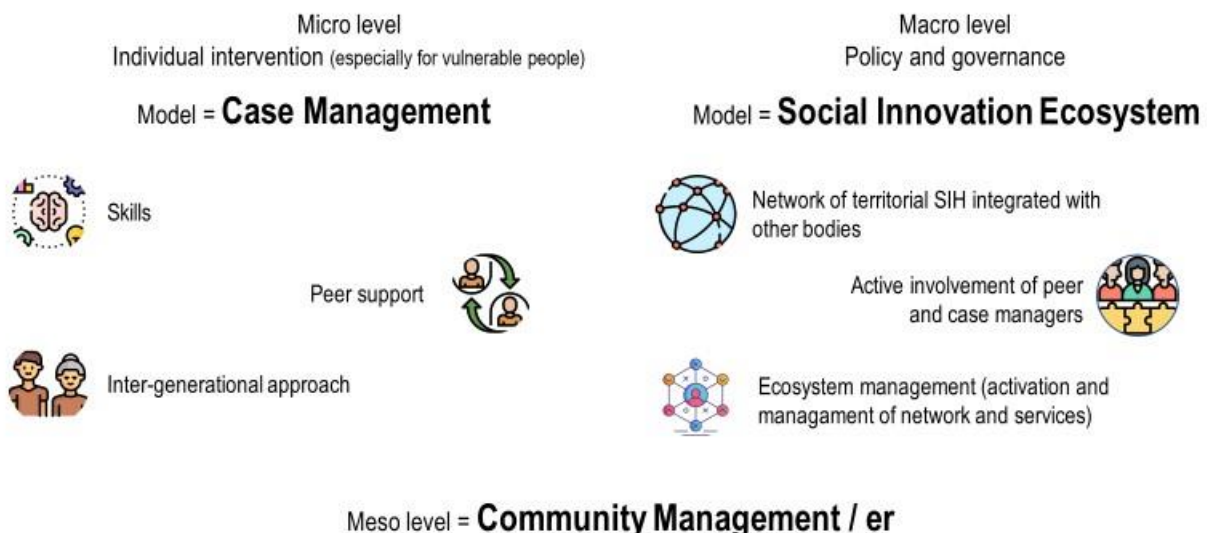 Micro level
Individual intervention (especially for vulnerable people)
Model = Case Management
Skills
Peer support
Inter-generational approach
Macro level
Policy and governance
Model = Social Innovation Ecosystem
Network of territorial SIH integrated with
other bodies
Active involvement of peer
and case managers
Ecosystem management (activation and
managament of network and services)
Meso level = Community Management / er